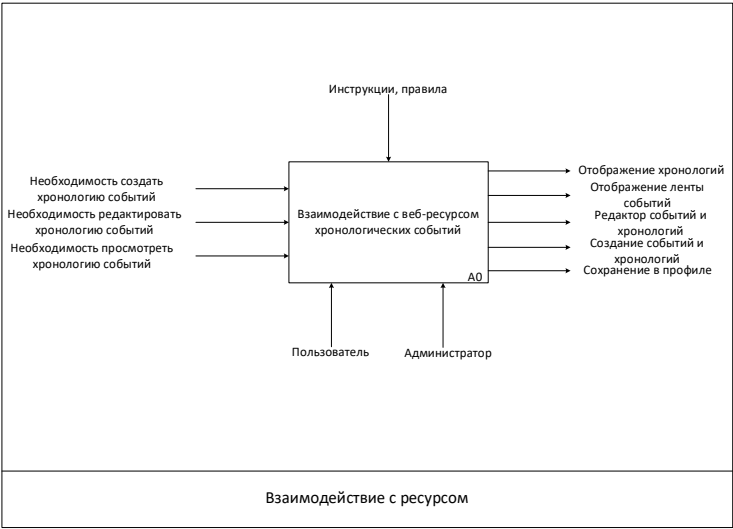 Инструкции, правила
Необходимость создать
хронологию событий
Необходимость редактировать
хронологию событий
Необходимость просмотреть
хронологию событий
Взаимодействие с веб-ресурсом
хронологических событий
A0
Отображение хронологий
Отображение ленты
событий
Редактор событий и
хронологий
Создание событий и
хронологий
Сохранение в профиле
Пользователь
Администратор
Взаимодействие с ресурсом